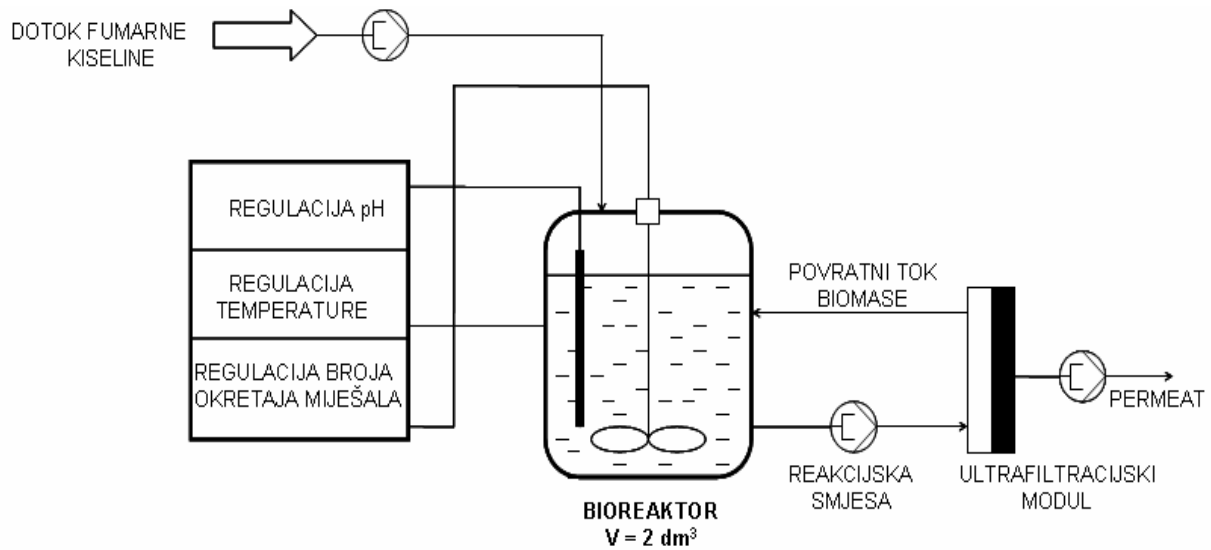 DOTOK FUMARNE
KISELINE
REGULACIJA pH
REGULACIJA
TEMPERATURE
REGULACIJA BROJA
OKRETAJA MIJEŠALA
POVRATNI TOK
BIOMASE
PERMEAT
REAKCIJSKA
SMJESA
ULTRAFILTRACIJSKI
MODUL
BIOREAKTOR
V = 2 dm³